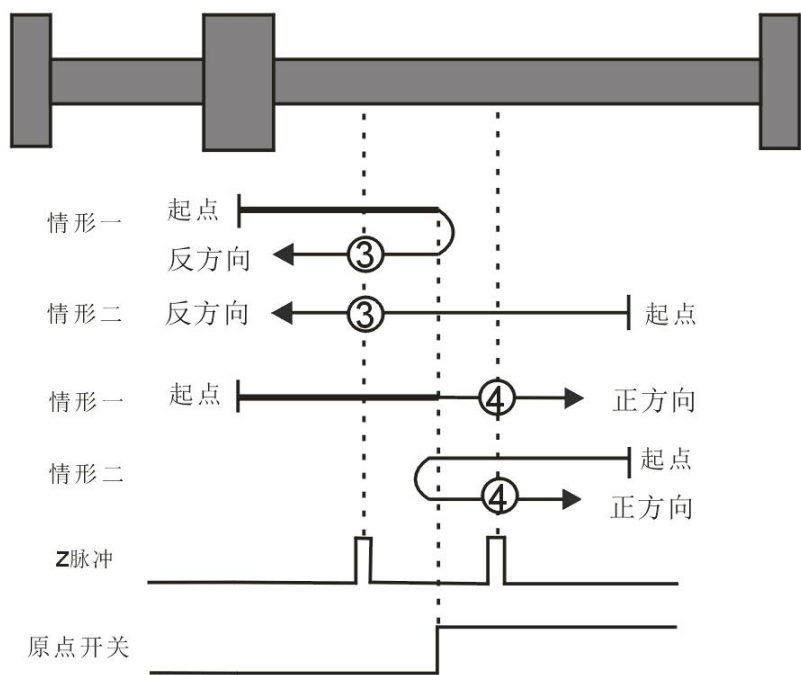 情形一 起点
反方向 ③
情形二 反方向 ③ 起点
情形一 起点 ④ 正方向
情形二 起点
④ 正方向
Z脉冲
原点开关